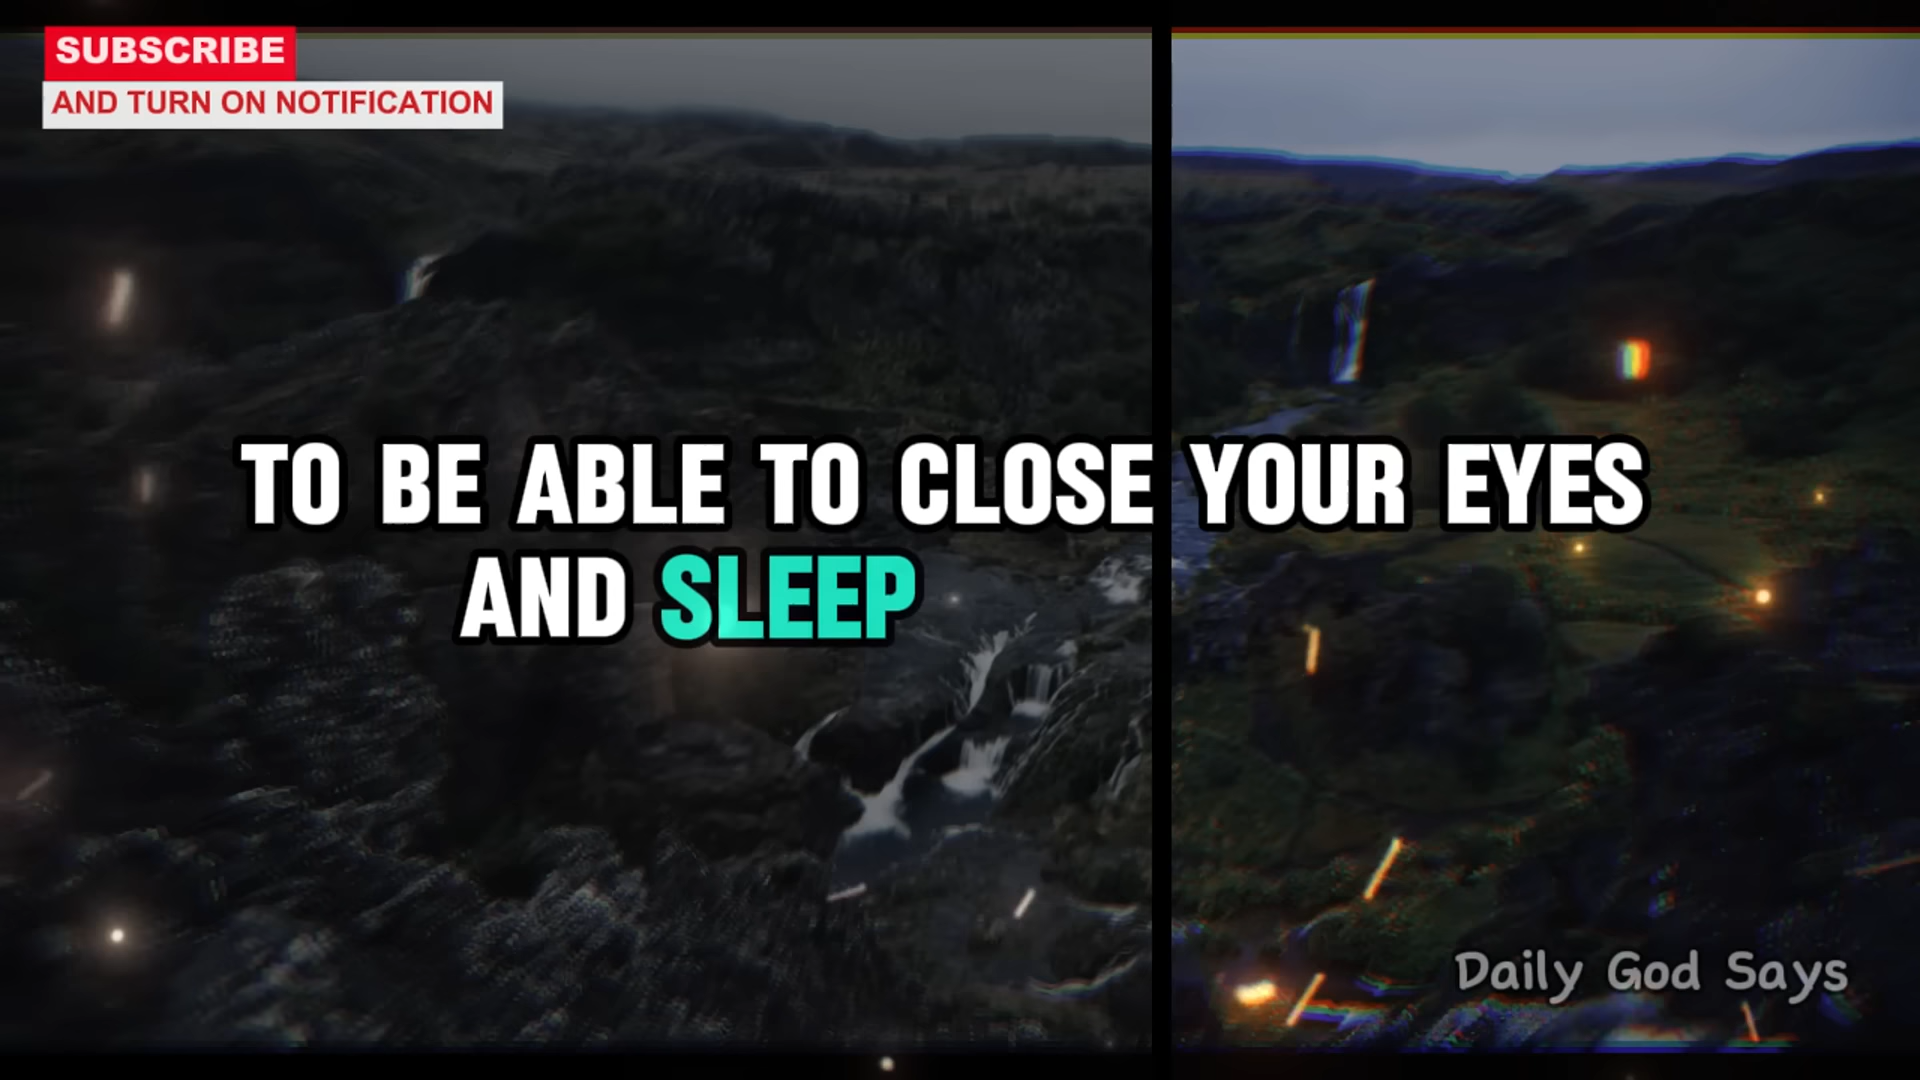 SUBSCRIBE
AND TURN ON NOTIFICATION
TO BE ABLE TO CLOSE YOUR EYES
AND SLEEP
Daily God Says